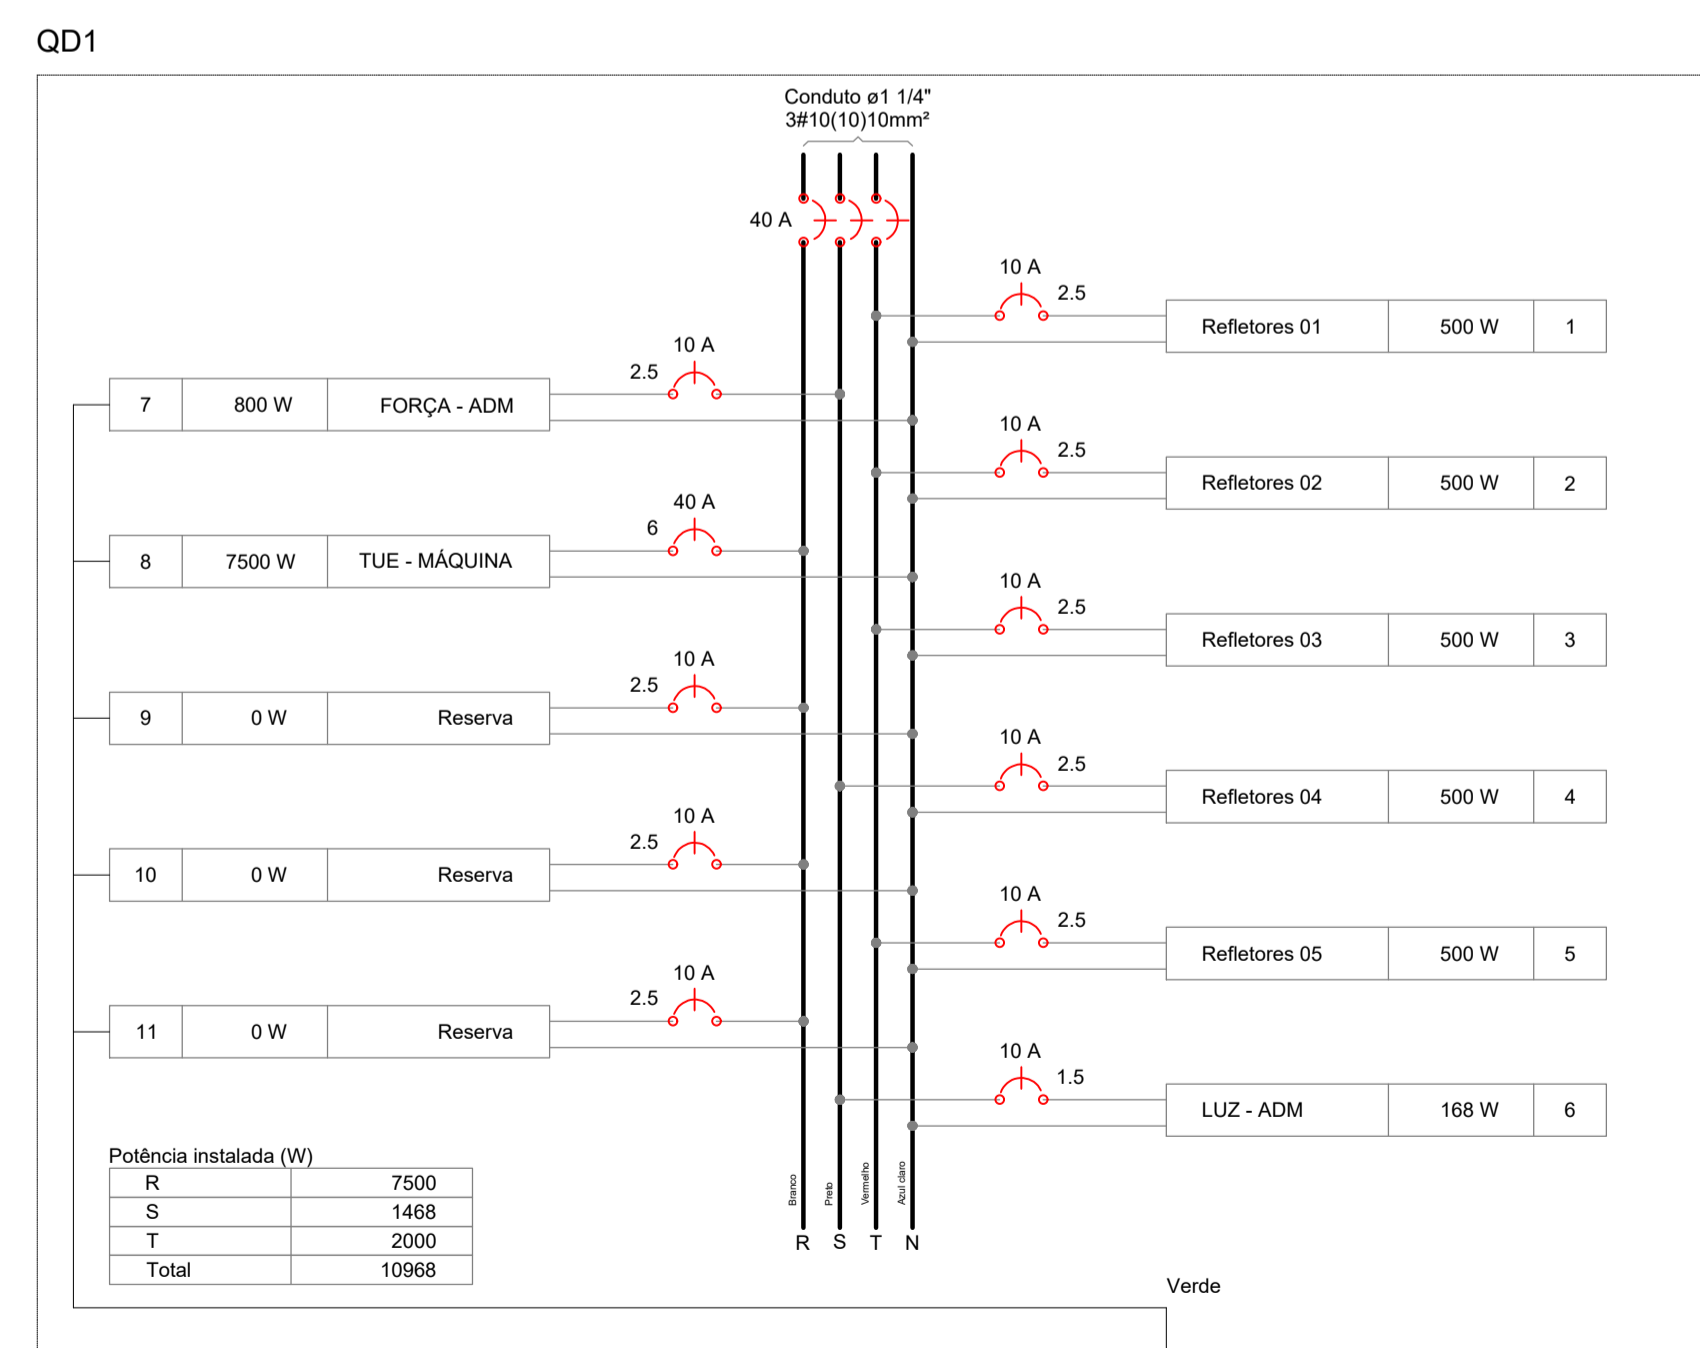 QD1
Conduto ø1 1/4"
3#10(10)10mm²
40 A
10 A
2.5
Refletores 01 500 W 1
10 A
2.5
7 800 W FORÇA - ADM
10 A
2.5
Refletores 02 500 W 2
40 A
6
8 7500 W TUE - MÁQUINA
10 A
2.5
Refletores 03 500 W 3
10 A
2.5
9 0 W Reserva
10 A
2.5
Refletores 04 500 W 4
10 A
2.5
10 0 W Reserva
10 A
2.5
Refletores 05 500 W 5
10 A
2.5
11 0 W Reserva
10 A
1.5
LUZ - ADM 168 W 6
Potência instalada (W)
R 7500
S 1468
T 2000
Total 10968
Branco
Preto
Vermelho
Azul claro
R S T N
Verde